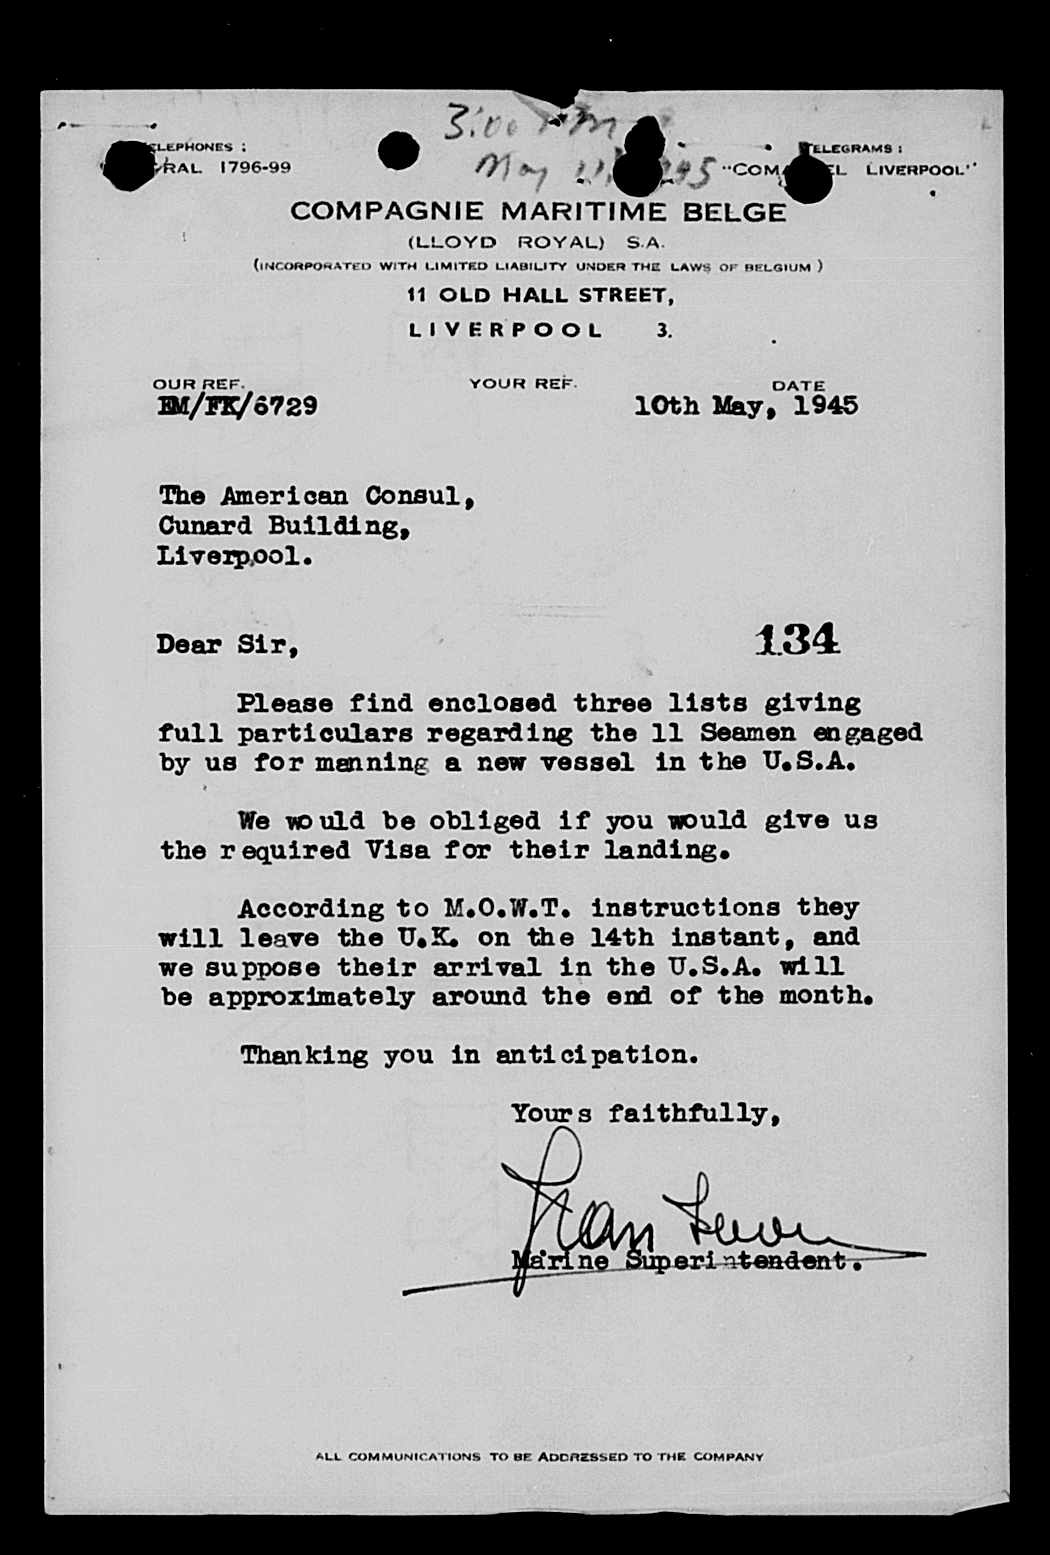 3:00 PM
May
TELEPHONES :
1796-99
TELEGRAMS :
LIVERPOOL"
COMPAGNIE MARITIME BELGE
(LLOYD ROYAL) S.A.
(INCORPORATED WITH LIMITED LIABILITY UNDER THE LAWS OF BELGIUM)
11 OLD HALL STREET,
LIVERPOOL 3.
OUR REF. YOUR REF. DATE
EM/FK/6729 10th May, 1945
The American Consul,
Cunard Building,
Liverpool.
Dear Sir, 134
Please find enclosed three lists giving
full particulars regarding the 11 Seamen engaged
by us for manning a new vessel in the U.S.A.
We would be obliged if you would give us
the required Visa for their landing.
According to M.O.W.T. instructions they
will leave the U.K. on the 14th instant, and
we suppose their arrival in the U.S.A. will
be approximately around the end of the month.
Thanking you in anticipation.
Yours faithfully,
Marine Superintendent.
ALL COMMUNICATIONS TO BE ADDRESSED TO THE COMPANY